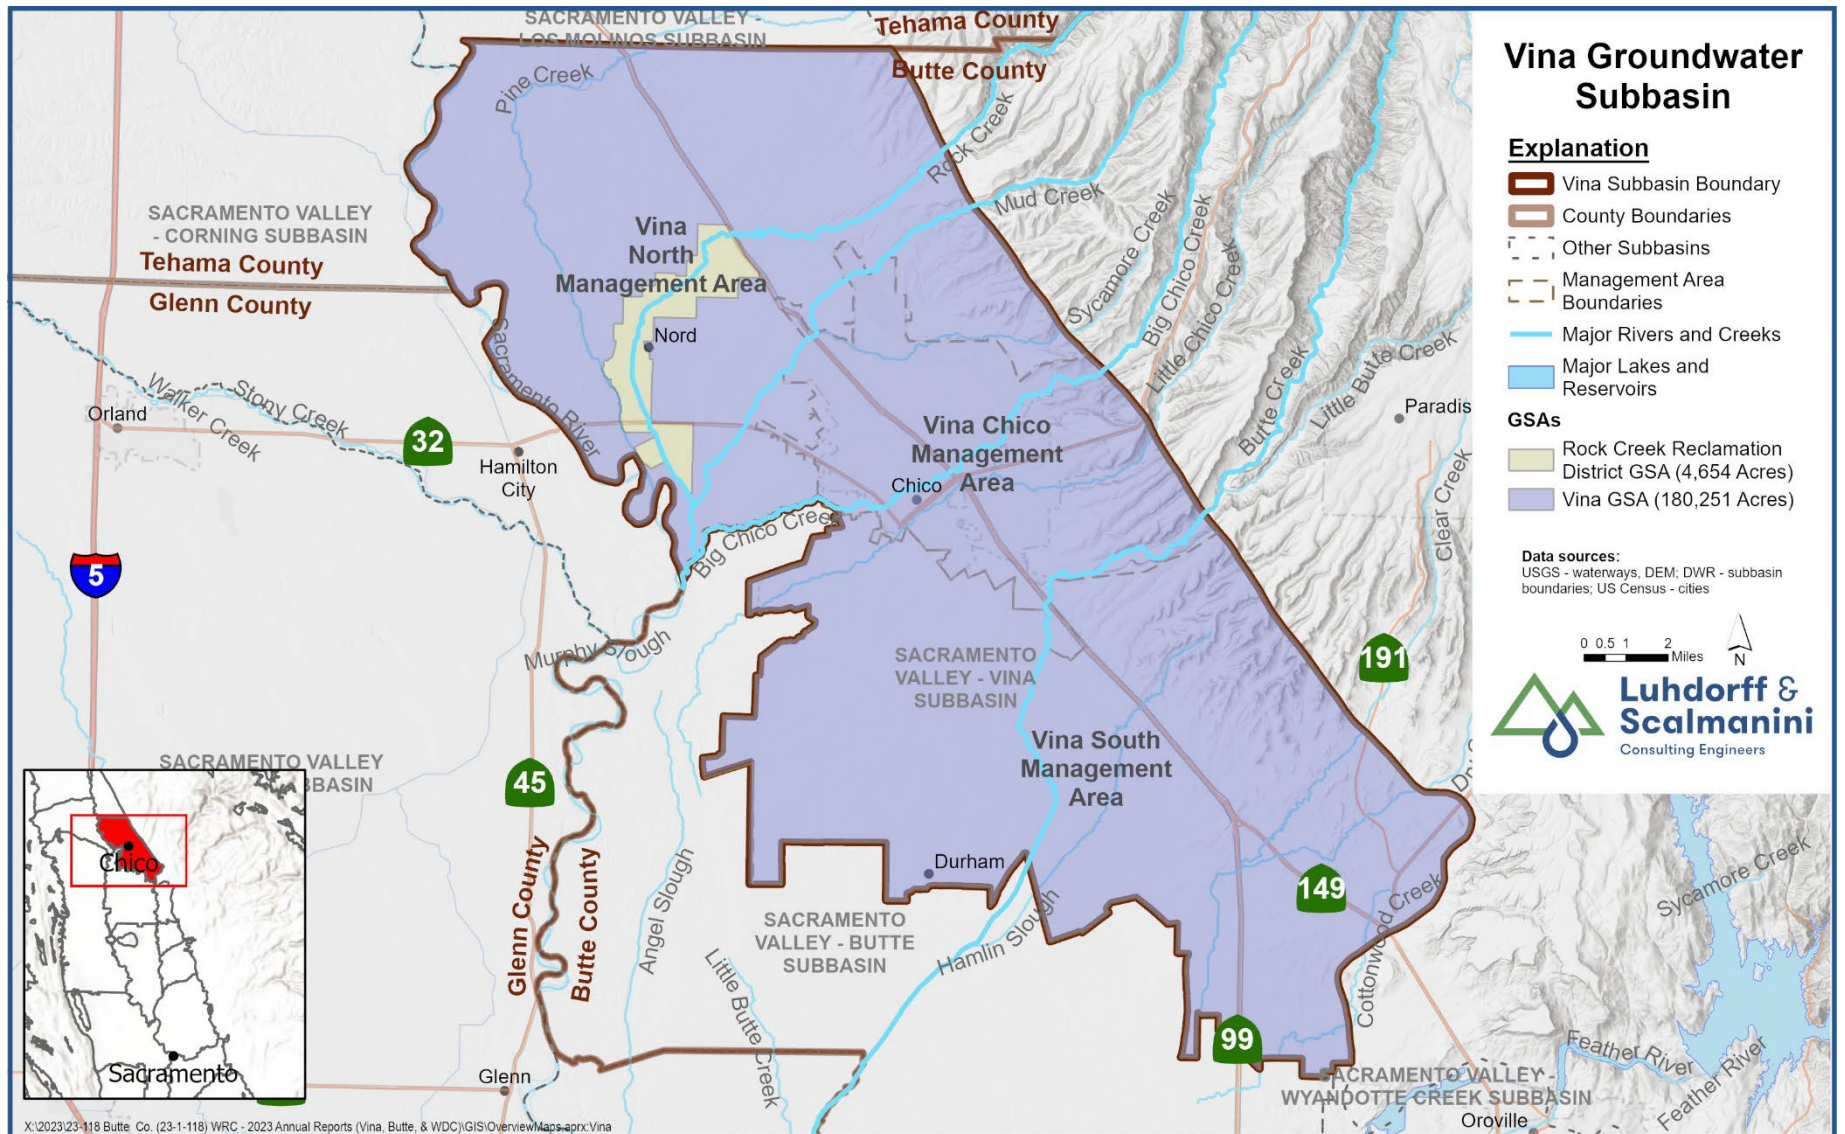 SACRAMENTO VALLEY -
LOS MOLINOS SUBBASIN
Tehama County
Butte County
Pine Creek
Rock Creek
Mud Creek
Sycamore Creek
Big Chico Creek
Little Chico Creek
Butte Creek
Little Butte Creek
Paradis
Clear Creek
SACRAMENTO VALLEY
- CORNING SUBBASIN
Tehama County
Glenn County
Vina
North
Management Area
Nord
Sacramento River
Orland
Walker Creek
Stony Creek
32
Hamilton
City
Vina Chico
Management
Area
Chico
Big Chico Creek
5
Murphy Slough
SACRAMENTO
VALLEY - VINA
SUBBASIN
191
Vina South
Management
Area
SACRAMENTO VALLEY
BBASIN
45
Glenn County
Butte County
Angel Slough
Durham
SACRAMENTO
VALLEY - BUTTE
SUBBASIN
Hamlin Slough
Little Butte Creek
149
Cottonwood Creek
99
Sycamore Creek
Feather River
Feather River
SACRAMENTO VALLEY -
WYANDOTTE CREEK SUBBASIN
Oroville
Glenn
Chico
Sacramento
X:\2023\23-118 Butte_Co. (23-1-118) WRC - 2023 Annual Reports (Vina, Butte, & WDC)\GIS\OverviewMaps.aprx:Vina
Vina Groundwater
Subbasin
Explanation
Vina Subbasin Boundary
County Boundaries
Other Subbasins
Management Area
Boundaries
Major Rivers and Creeks
Major Lakes and
Reservoirs
GSAs
Rock Creek Reclamation
District GSA (4,654 Acres)
Vina GSA (180,251 Acres)
Data sources:
USGS - waterways, DEM; DWR - subbasin
boundaries; US Census - cities
0 0.5 1 2
Miles
N
Luhdorff &
Scalmanini
Consulting Engineers